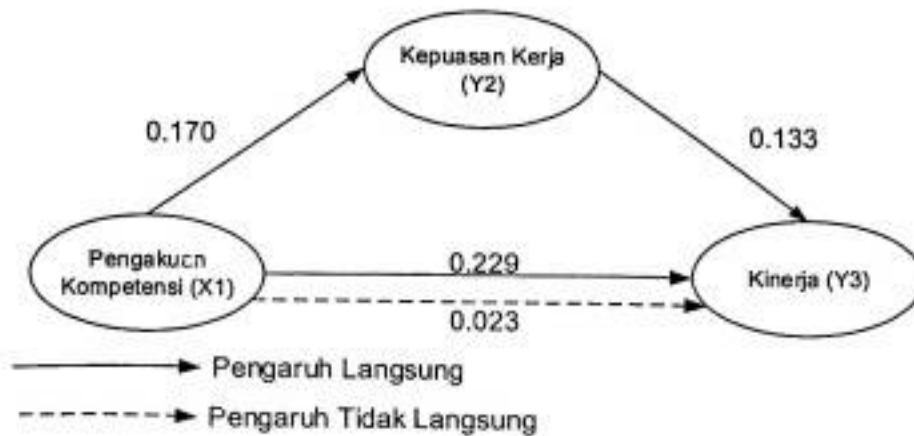 Kepuasan Kerja
(Y2)
0.170
0.133
Pengakucn
Kompetensi (X1)
0.229
Kinerja (Y3)
0.023
Pengaruh Langsung
Pengaruh Tidak Langsung